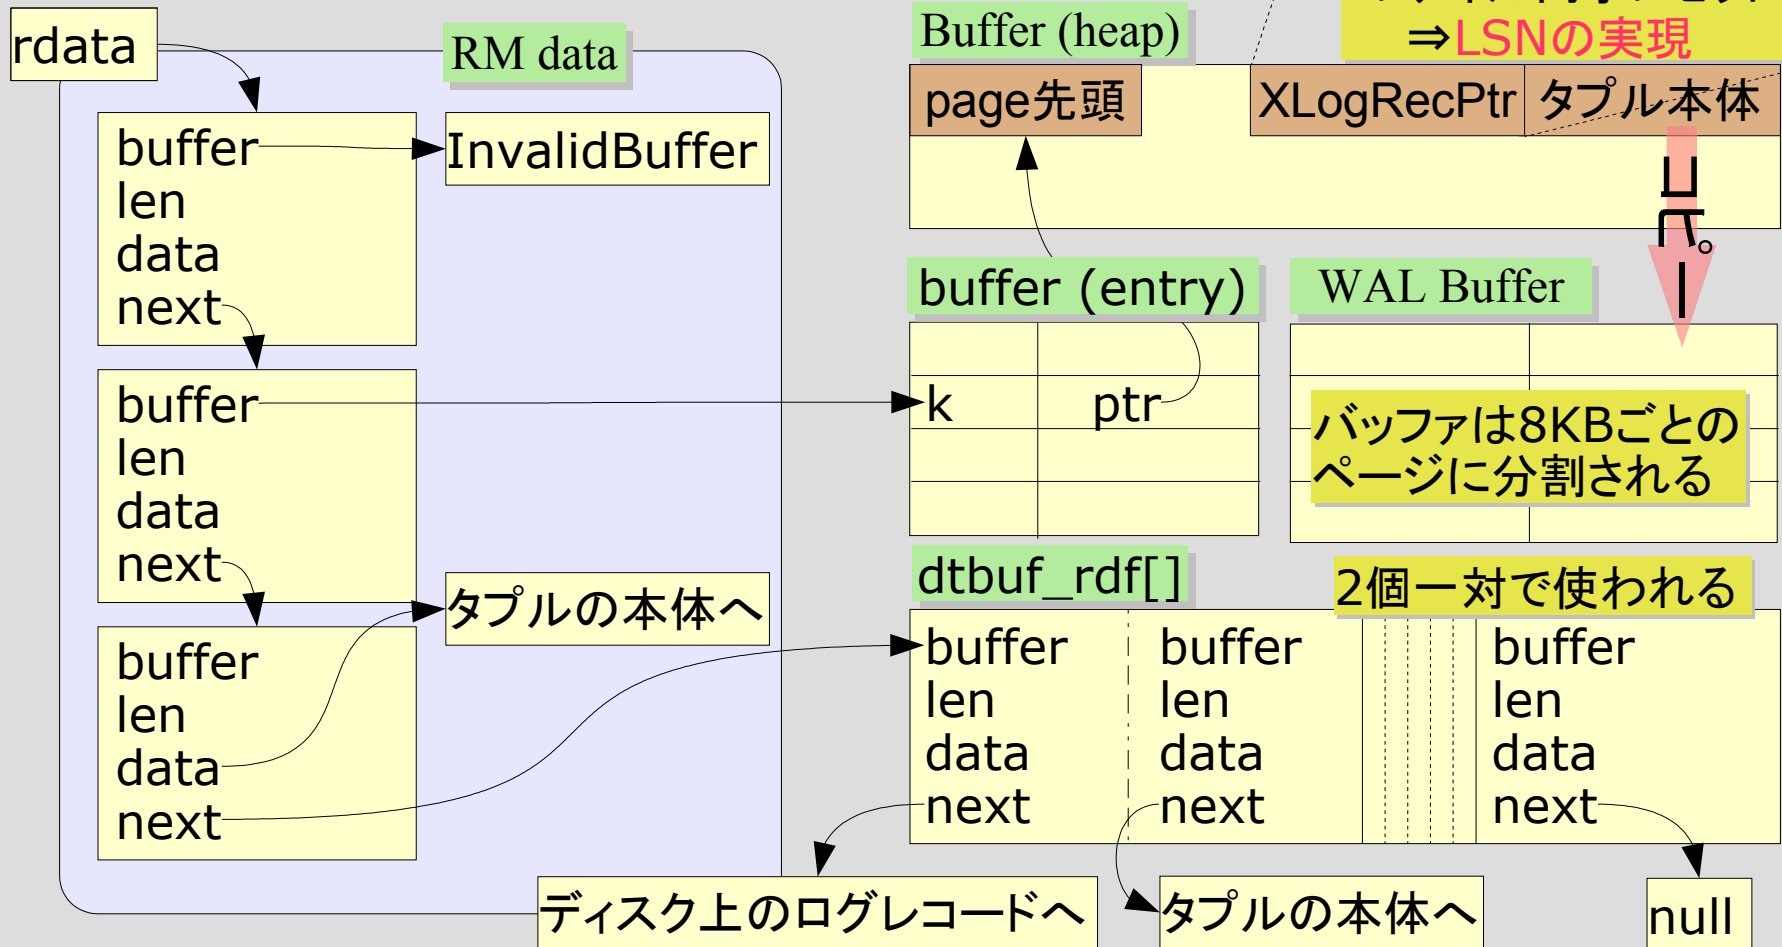 rdata
RM data
buffer
len
data
next
InvalidBuffer
buffer
len
data
next
buffer
len
data
next
タプルの本体へ
Buffer (heap)
⇒LSNの実現
page先頭
XLogRecPtr
タプル本体
コピー
buffer (entry)
k
ptr
WAL Buffer
バッファは8KBごとの
ページに分割される
dtbuf_rdf[]
2個一対で使われる
buffer
len
data
next
buffer
len
data
next
buffer
len
data
next
ディスク上のログレコードへ
タプルの本体へ
null